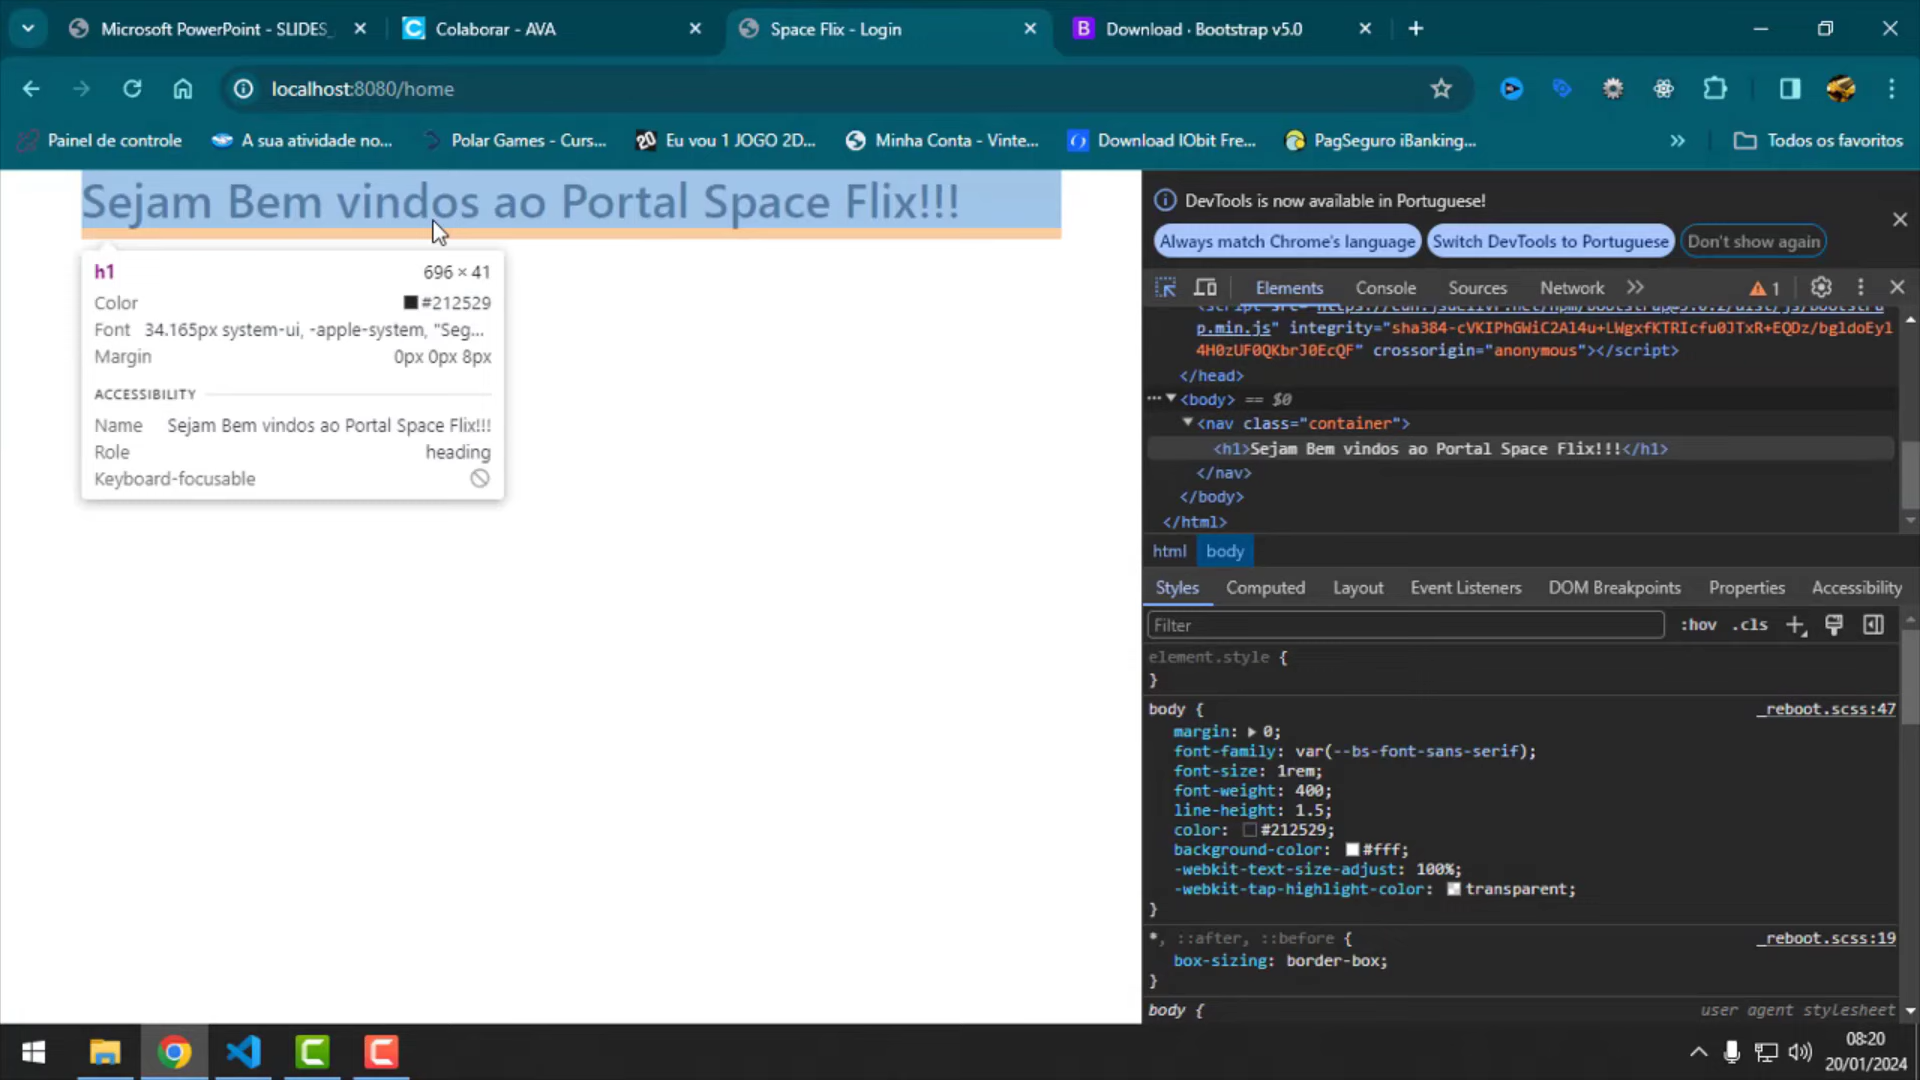 Microsoft PowerPoint - SLIDES_
Colaborar - AVA
Space Flix - Login
Download · Bootstrap v5.0
localhost:8080/home
Painel de controle
A sua atividade no...
Polar Games - Curs...
Eu vou 1 JOGO 2D...
Minha Conta - Vinte...
Download IObit Fre...
PagSeguro iBanking...
Todos os favoritos
Sejam Bem vindos ao Portal Space Flix!!!
h1 696 × 41
Color #212529
Font 34.165px system-ui, -apple-system, "Seg...
Margin 0px 0px 8px
ACCESSIBILITY
Name Sejam Bem vindos ao Portal Space Flix!!!
Role heading
Keyboard-focusable
DevTools is now available in Portuguese!
Always match Chrome's language
Switch DevTools to Portuguese
Don't show again
Elements Console Sources Network 1
p.min.js" integrity="sha384-cVKIPhGWiC2Al4u+LWgxfKTRIcfu0JTxR+EQDz/bgldoEyl
4H0zUF0QKbrJ0EcQF" crossorigin="anonymous"></script>
</head>
<body> == $0
<nav class="container">
<h1>Sejam Bem vindos ao Portal Space Flix!!!</h1>
</nav>
</body>
</html>
html body
Styles Computed Layout Event Listeners DOM Breakpoints Properties Accessibility
Filter :hov .cls
element.style {
}
body { _reboot.scss:47
margin: 0;
font-family: var(--bs-font-sans-serif);
font-size: 1rem;
font-weight: 400;
line-height: 1.5;
color: #212529;
background-color: #fff;
-webkit-text-size-adjust: 100%;
-webkit-tap-highlight-color: transparent;
}
*, ::after, ::before { _reboot.scss:19
box-sizing: border-box;
}
body { user agent stylesheet
08:20
20/01/2024